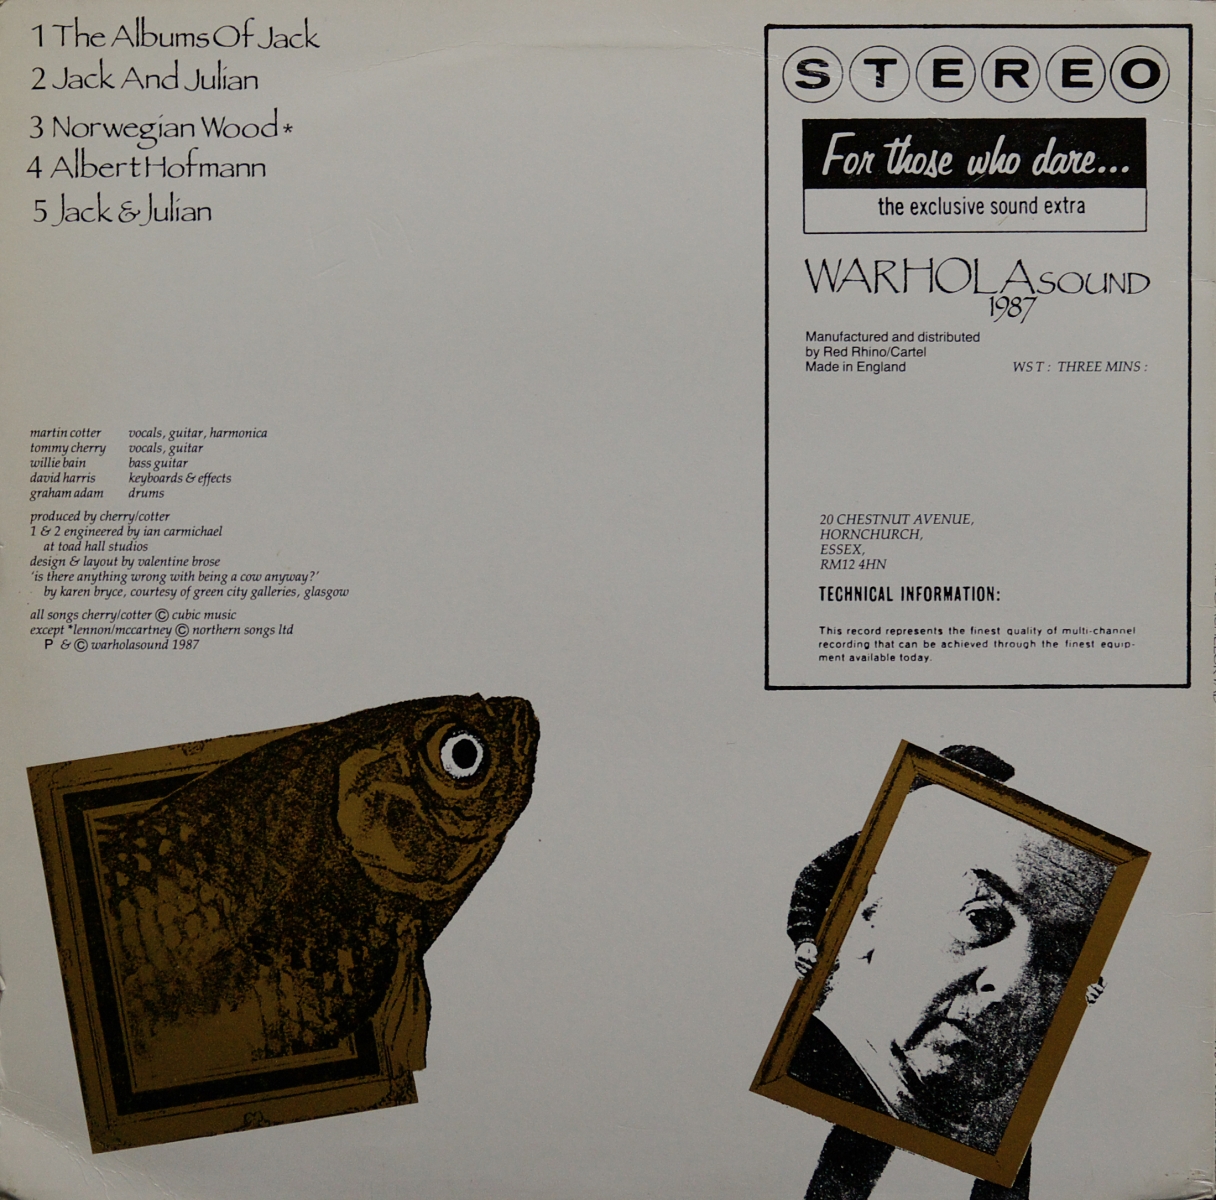 1 The Albums Of Jack
2 Jack And Julian
3 Norwegian Wood *
4 Albert Hofmann
5 Jack & Julian
martin cotter vocals, guitar, harmonica
tommy cherry vocals, guitar
willie bain bass guitar
david harris keyboards & effects
graham adam drums
produced by cherry/cotter
1 & 2 engineered by ian carmichael
at toad hall studios
design & layout by valentine brose
'is there anything wrong with being a cow anyway?'
by karen bryce, courtesy of green city galleries, glasgow
all songs cherry/cotter © cubic music
except *lennon/mccartney © northern songs ltd
P & © warholasound 1987
STEREO
For those who dare...
the exclusive sound extra
WARHOLASOUND
1987
Manufactured and distributed
by Red Rhino/Cartel
Made in England WS T : THREE MINS :
20 CHESTNUT AVENUE,
HORNCHURCH,
ESSEX,
RM12 4HN
TECHNICAL INFORMATION:
This record represents the finest quality of multi-channel
recording that can be achieved through the finest equip-
ment available today.